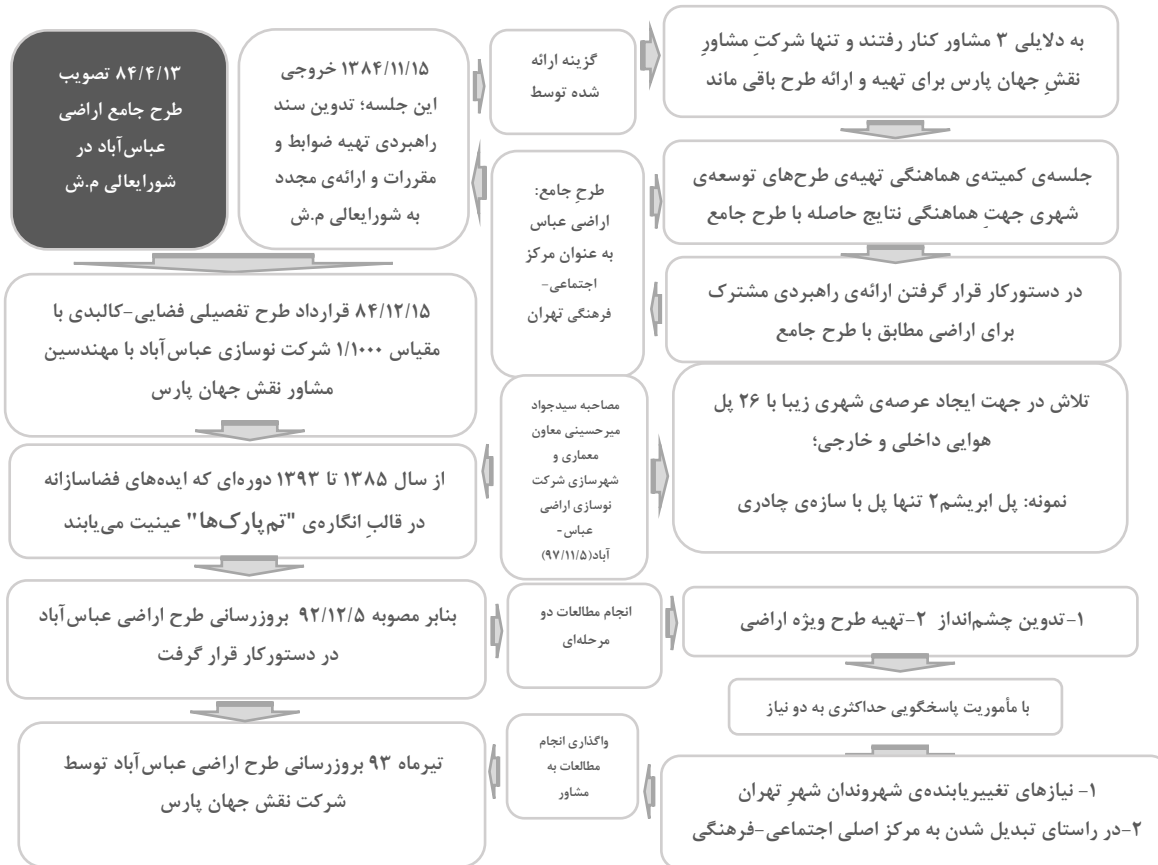 به دلایلی ۳ مشاور کنار رفتند و تنها شرکتِ مشاورِ
نقشِ جهان پارس برای تهیه و ارائه طرح باقی ماند
گزینه ارائه
شده توسط
۱۳۸۴/۱۱/۱۵ خروجی
این جلسه؛ تدوین سند
راهبردی تهیه ضوابط و
مقررات و ارائه‌ی مجدد
به شورایعالی م.ش
۸۴/۴/۱۳ تصویب
طرح جامع اراضی
عباس‌آباد در
شورایعالی م.ش
جلسه‌ی کمیته‌ی هماهنگی تهیه‌ی طرح‌های توسعه‌ی
شهری جهتِ هماهنگی نتایج حاصله با طرح جامع
طرحِ جامع:
اراضی عباس
به عنوان مرکز
اجتماعی-
فرهنگی تهران
در دستورکار قرار گرفتن ارائه‌ی راهبردی مشترک
برای اراضی مطابق با طرح جامع
۸۴/۱۲/۱۵ قرارداد طرح تفصیلی فضایی-کالبدی با
مقیاس ۱/۱۰۰۰ شرکت نوسازی عباس‌آباد با مهندسین
مشاور نقش جهان پارس
تلاش در جهت ایجاد عرصه‌ی شهری زیبا با ۲۶ پل
هوایی داخلی و خارجی؛
نمونه: پل ابریشم۲ تنها پل با سازه‌ی چادری
مصاحبه سیدجواد
میرحسینی معاون
معماری و
شهرسازی شرکت
نوسازی اراضی
عباس-
آباد(۹۷/۱۱/۵)
از سال ۱۳۸۵ تا ۱۳۹۳ دوره‌ای که ایده‌های فضاسازانه
در قالبِ انگاره‌ی "تم‌پارک‌ها" عینیت می‌یابند
۱-تدوین چشم‌انداز ۲-تهیه طرح ویژه اراضی
انجام مطالعات دو
مرحله‌ای
بنابر مصوبه ۹۲/۱۲/۵ بروزرسانی طرح اراضی عباس‌آباد
در دستورکار قرار گرفت
با مأموریت پاسخگویی حداکثری به دو نیاز
۱- نیازهای تغییریابنده‌ی شهروندان شهرِ تهران
۲-در راستای تبدیل شدن به مرکز اصلی اجتماعی-فرهنگی
واگذاری انجام
مطالعات به
مشاور
تیرماه ۹۳ بروزرسانی طرح اراضی عباس‌آباد توسط
شرکت نقش جهان پارس